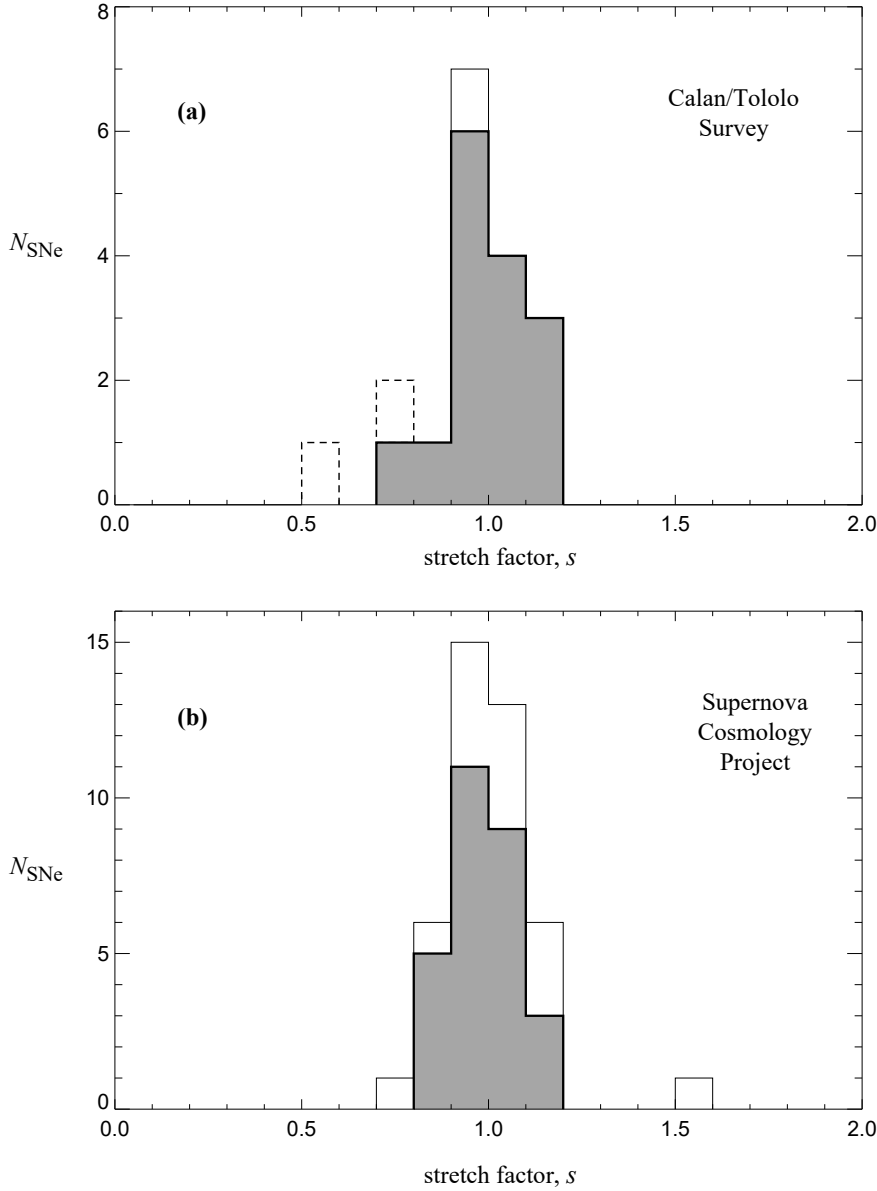 8
6
4
2
0
N_SNe
(a)
Calan/Tololo
Survey
0.0 0.5 1.0 1.5 2.0
stretch factor, s
15
10
5
0
N_SNe
(b)
Supernova
Cosmology
Project
0.0 0.5 1.0 1.5 2.0
stretch factor, s